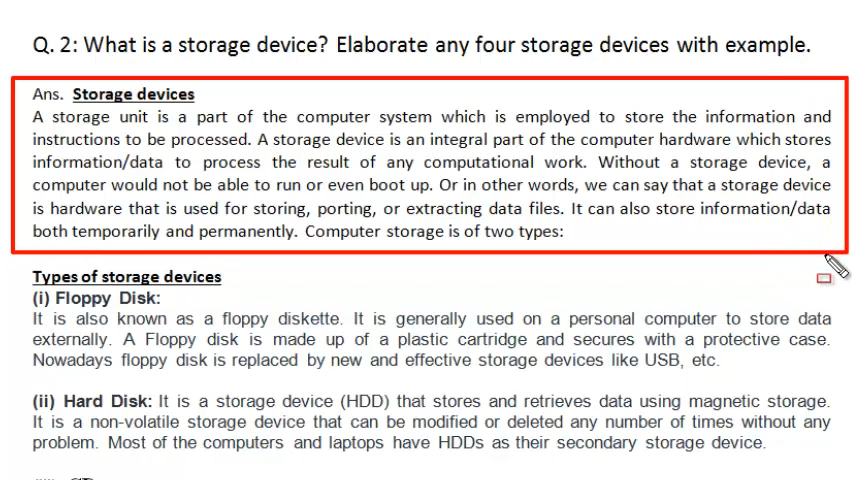 Q. 2: What is a storage device? Elaborate any four storage devices with example.
Ans. Storage devices
A storage unit is a part of the computer system which is employed to store the information and
instructions to be processed. A storage device is an integral part of the computer hardware which stores
information/data to process the result of any computational work. Without a storage device, a
computer would not be able to run or even boot up. Or in other words, we can say that a storage device
is hardware that is used for storing, porting, or extracting data files. It can also store information/data
both temporarily and permanently. Computer storage is of two types:
Types of storage devices
(i) Floppy Disk:
It is also known as a floppy diskette. It is generally used on a personal computer to store data
externally. A Floppy disk is made up of a plastic cartridge and secures with a protective case.
Nowadays floppy disk is replaced by new and effective storage devices like USB, etc.
(ii) Hard Disk: It is a storage device (HDD) that stores and retrieves data using magnetic storage.
It is a non-volatile storage device that can be modified or deleted any number of times without any
problem. Most of the computers and laptops have HDDs as their secondary storage device.